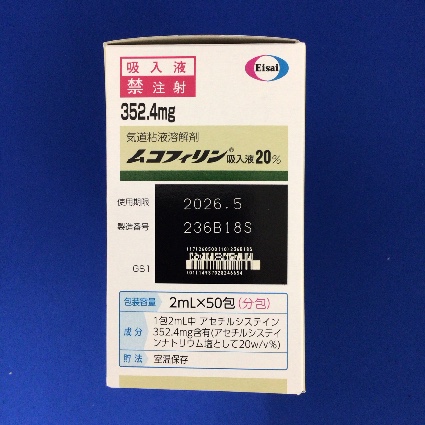 吸入液
Eisai
禁注射
352.4mg
気道粘液溶解剤
ムコフィリン® 吸入液20%
使用期限 2026.5
製造番号 236B18S
GS1
包装容量 2mL×50包(分包)
成分 1包2mL中 アセチルシステイン
352.4mg含有(アセチルシステイ
ンナトリウム塩として20w/v%)
貯法 室温保存